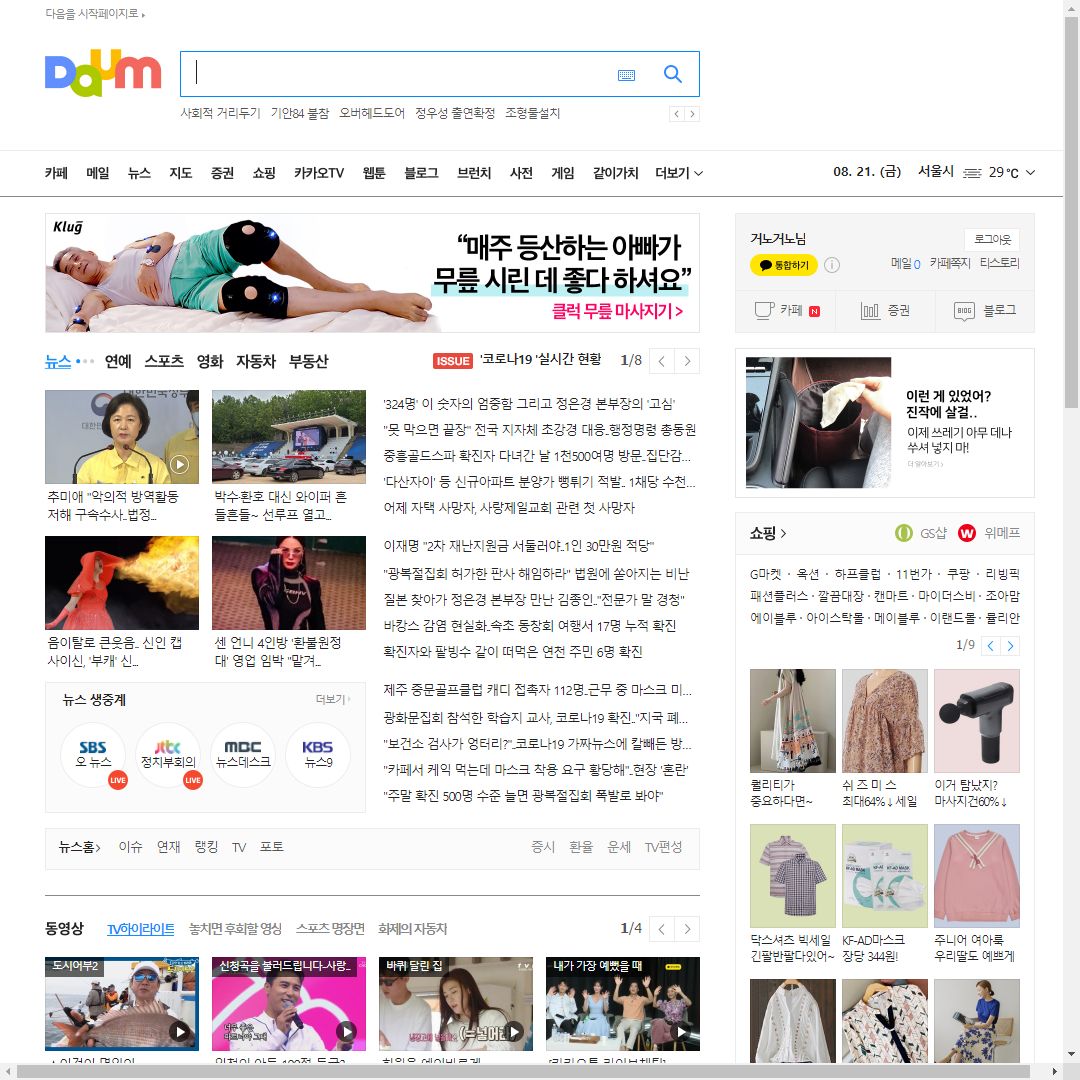 다음을 시작페이지로
Daum
사회적 거리두기 기안84 불참 오버헤드도어 정우성 출연확정 조형물설치
카페 메일 뉴스 지도 증권 쇼핑 카카오TV 웹툰 블로그 브런치 사전 게임 같이가치 더보기
08. 21. (금) 서울시 29℃
Klug
“매주 등산하는 아빠가
무릎 시린 데 좋다 하셔요”
클럭 무릎 마사지기 >
거노거노님 로그아웃
통합하기 메일 0 카페쪽지 티스토리
카페 N 증권 BLOG 블로그
뉴스 연예 스포츠 영화 자동차 부동산
ISSUE '코로나19 '실시간 현황 1/8
추미애 "악의적 방역활동
저해 구속수사..법정...
박수·환호 대신 와이퍼 흔
들흔들~ 선루프 열고...
음이탈로 큰웃음.. 신인 캡
사이신, '부캐' 신...
센 언니 4인방 '환불원정
대' 영업 임박 "맡겨...
'324명' 이 숫자의 엄중함 그리고 정은경 본부장의 '고심'
"못 막으면 끝장" 전국 지자체 초강경 대응..행정명령 총동원
중흥골드스파 확진자 다녀간 날 1천500여명 방문..집단감...
'다산자이' 등 신규아파트 분양가 뻥튀기 적발.. 1채당 수천...
어제 자택 사망자, 사랑제일교회 관련 첫 사망자
이재명 "2차 재난지원금 서둘러야..1인 30만원 적당"
"광복절집회 허가한 판사 해임하라" 법원에 쏟아지는 비난
질본 찾아가 정은경 본부장 만난 김종인.."전문가 말 경청"
바캉스 감염 현실화..속초 동창회 여행서 17명 누적 확진
확진자와 팥빙수 같이 떠먹은 연천 주민 6명 확진
제주 중문골프클럽 캐디 접촉자 112명..근무 중 마스크 미...
광화문집회 참석한 학습지 교사, 코로나19 확진.."지국 폐...
"보건소 검사가 엉터리?"..코로나19 가짜뉴스에 칼빼든 방...
"카페서 케익 먹는데 마스크 착용 요구 황당해"..현장 '혼란'
"주말 확진 500명 수준 늘면 광복절집회 폭발로 봐야"
뉴스 생중계 더보기
SBS 오 뉴스 LIVE
jtbc 정치부회의 LIVE
MBC 뉴스데스크
KBS 뉴스9
뉴스홈 이슈 연재 랭킹 TV 포토 증시 환율 운세 TV편성
이런 게 있었어?
진작에 살걸..
이제 쓰레기 아무 데나
쑤셔 넣지 마!
더 알아보기
쇼핑 GS샵 W 위메프
G마켓 · 옥션 · 하프클럽 · 11번가 · 쿠팡 · 리빙픽
패션플러스 · 깔끔대장 · 캔마트 · 마이더스비 · 조아맘
에이블루 · 아이스탁몰 · 메이블루 · 이랜드몰 · 뮬리안
1/9
퀄리티가
중요하다면~
쉬 즈 미 스
최대64%↓세일
이거 탐났지?
마사지건60%↓
닥스셔츠 빅세일
긴팔반팔다있어~
KF-AD마스크
장당 344원!
주니어 여아룩
우리딸도 예쁘게
동영상 TV하이라이트 놓치면 후회할 영상 스포츠 명장면 화제의 자동차 1/4
도시어부2
신청곡을 불러드립니다-사랑...
바퀴 달린 집
내가 가장 예뻤을 때